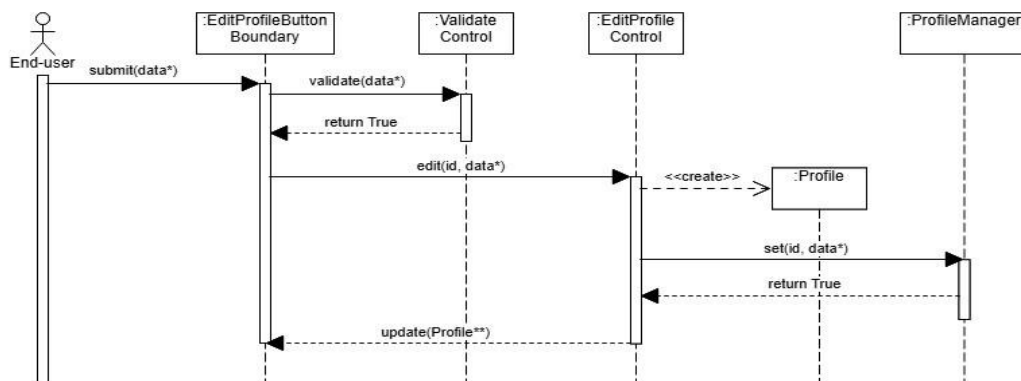 :EditProfileButton
Boundary
:Validate
Control
:EditProfile
Control
:ProfileManager
End-user
submit(data*)
validate(data*)
return True
edit(id, data*)
<<create>>
:Profile
set(id, data*)
return True
update(Profile**)